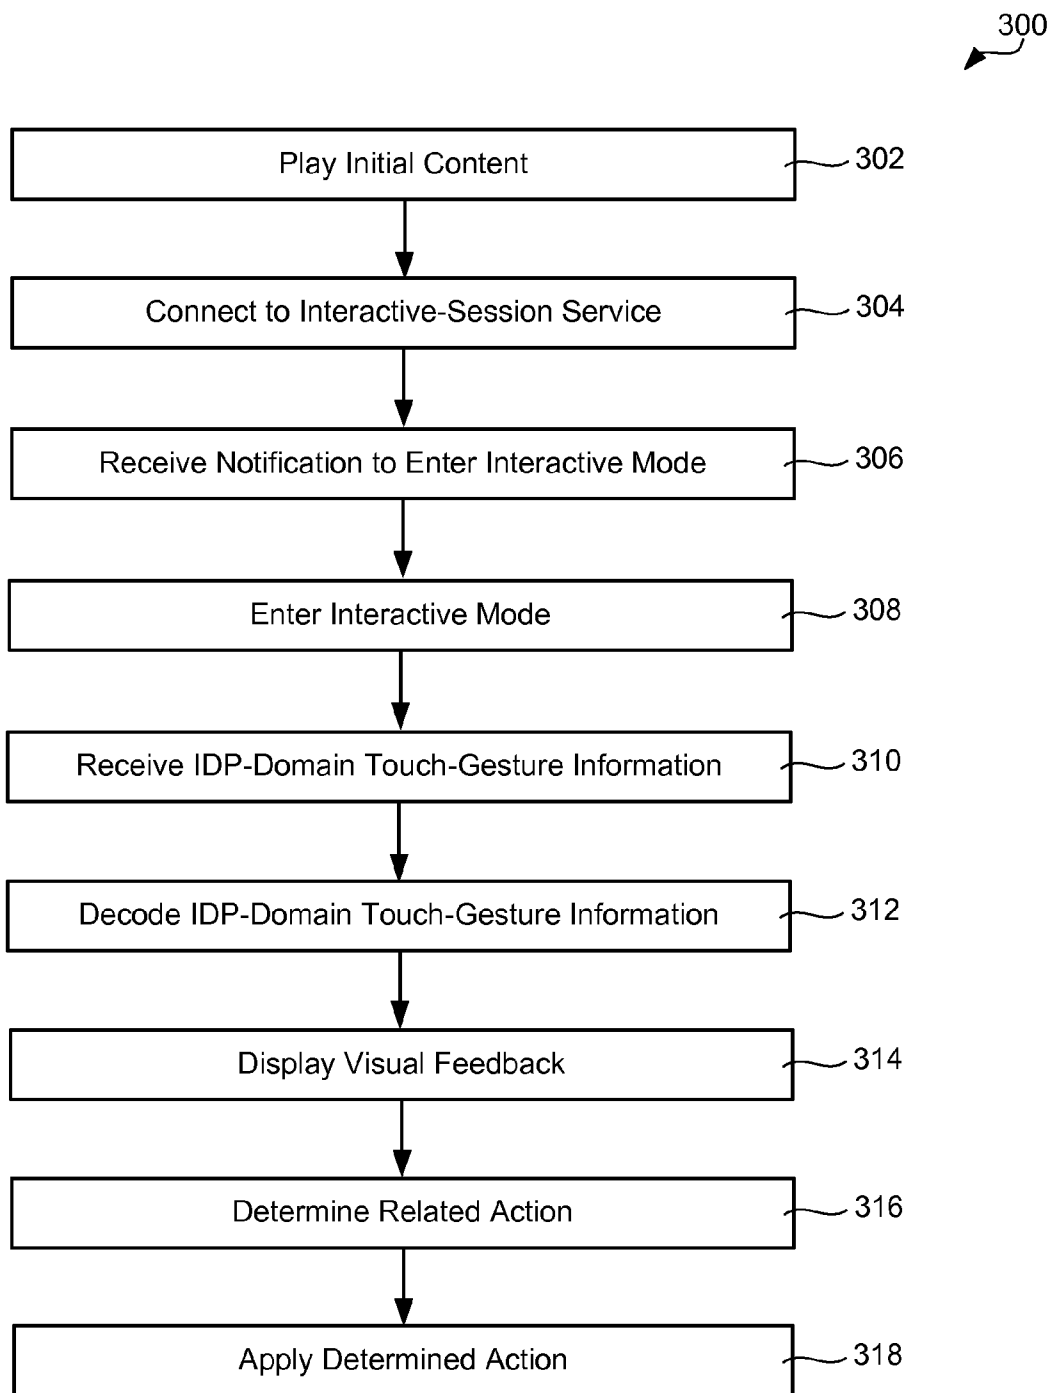 300
Play Initial Content 302
Connect to Interactive-Session Service 304
Receive Notification to Enter Interactive Mode 306
Enter Interactive Mode 308
Receive IDP-Domain Touch-Gesture Information 310
Decode IDP-Domain Touch-Gesture Information 312
Display Visual Feedback 314
Determine Related Action 316
Apply Determined Action 318